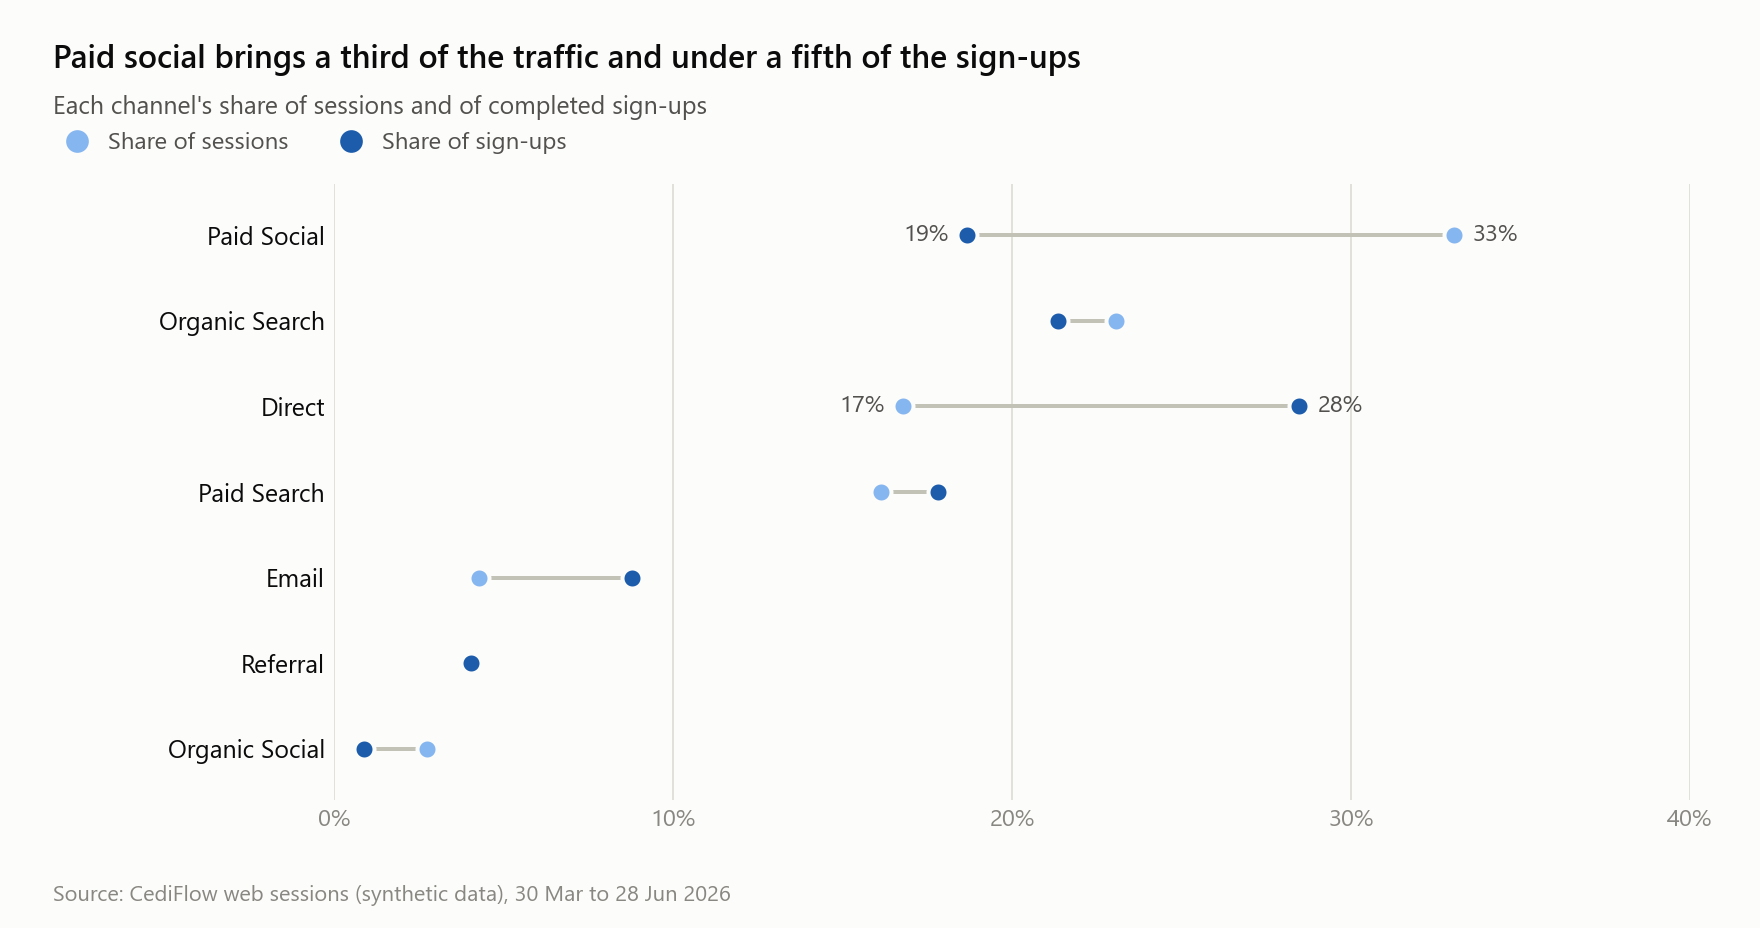 Paid social brings a third of the traffic and under a fifth of the sign-ups
Each channel's share of sessions and of completed sign-ups
Share of sessions Share of sign-ups
Paid Social 19% 33%
Organic Search
Direct 17% 28%
Paid Search
Email
Referral
Organic Social
0% 10% 20% 30% 40%
Source: CediFlow web sessions (synthetic data), 30 Mar to 28 Jun 2026